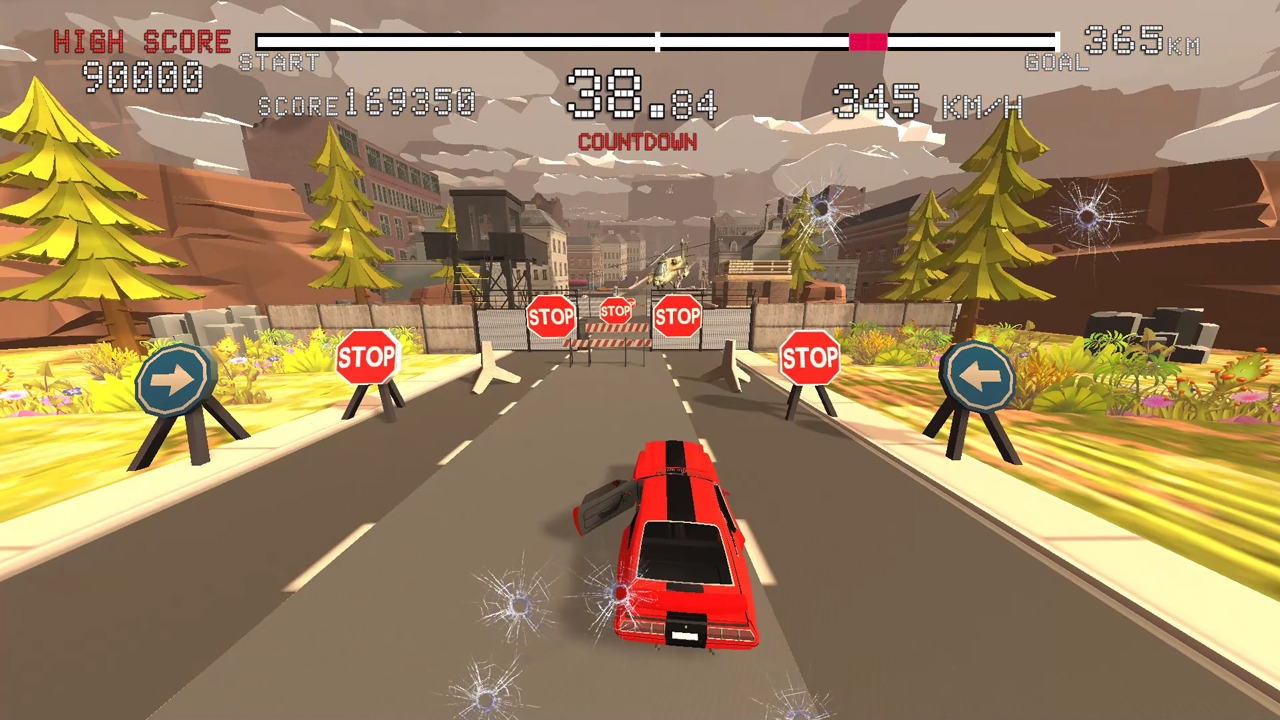 HIGH SCORE
90000
START
GOAL
365KM
SCORE169350
38.84
345 KM/H
COUNTDOWN
STOP
STOP
STOP
STOP
STOP